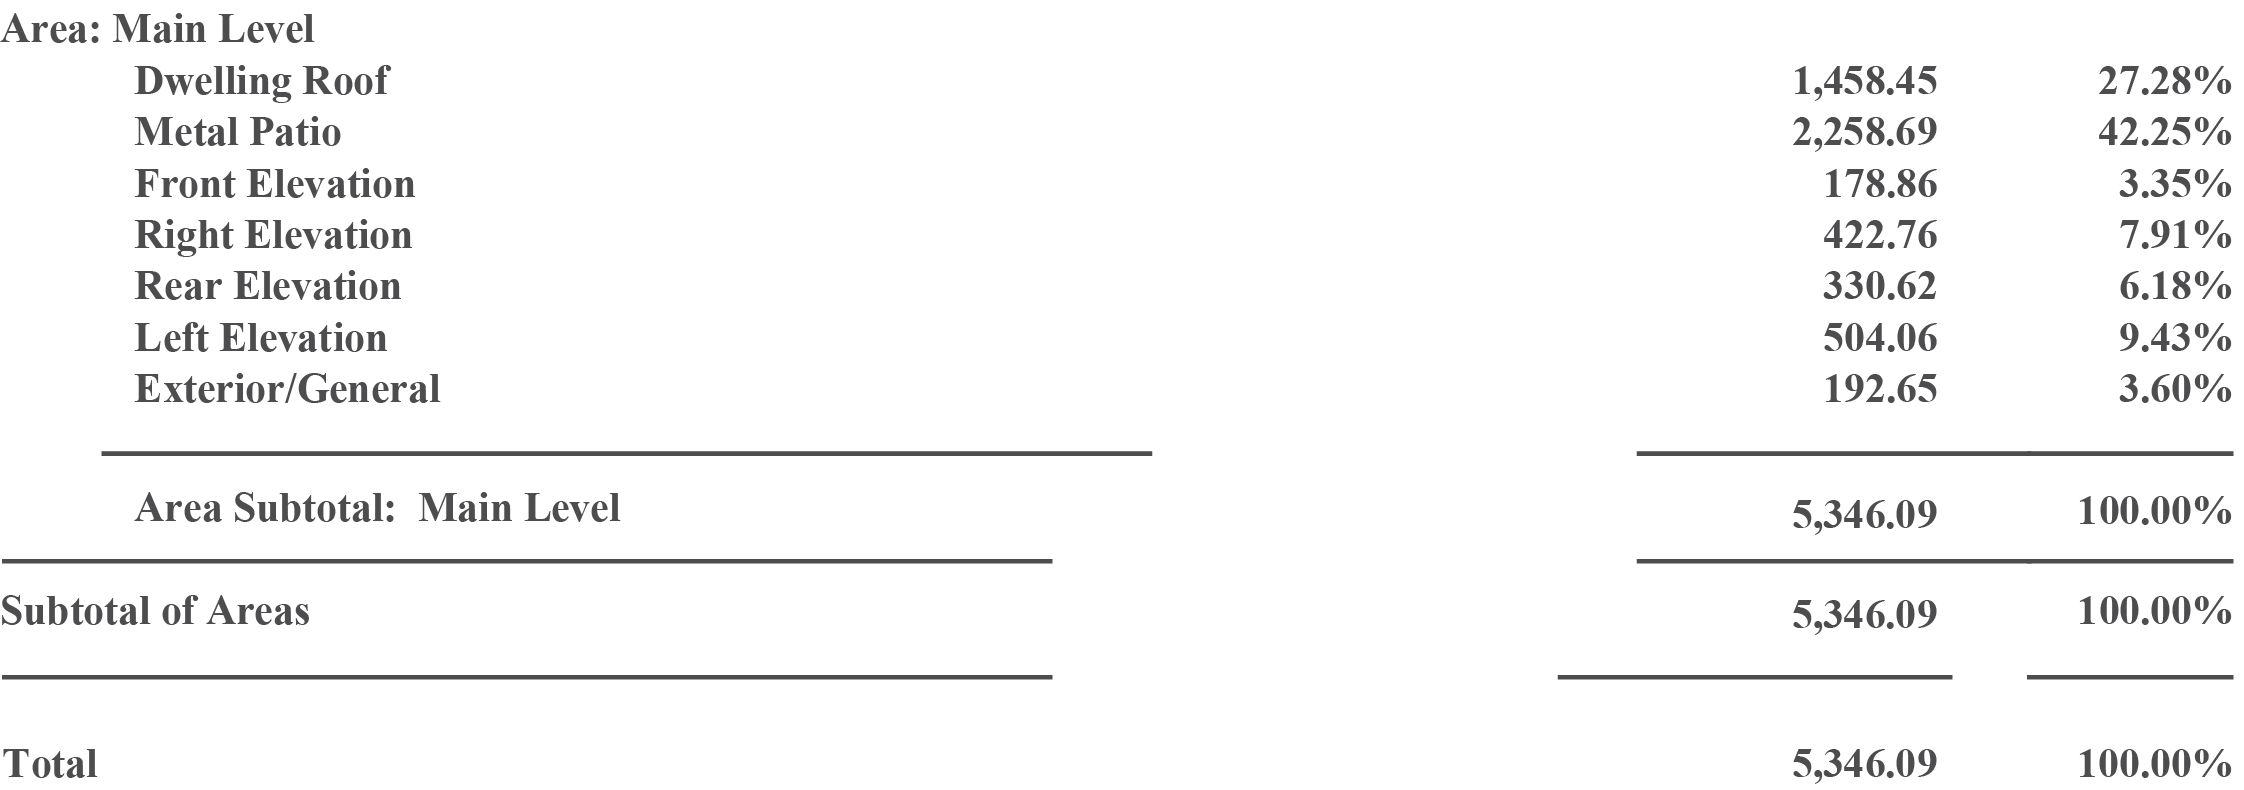 Area: Main Level
Dwelling Roof 1,458.45 27.28%
Metal Patio 2,258.69 42.25%
Front Elevation 178.86 3.35%
Right Elevation 422.76 7.91%
Rear Elevation 330.62 6.18%
Left Elevation 504.06 9.43%
Exterior/General 192.65 3.60%
Area Subtotal: Main Level 5,346.09 100.00%
Subtotal of Areas 5,346.09 100.00%
Total 5,346.09 100.00%